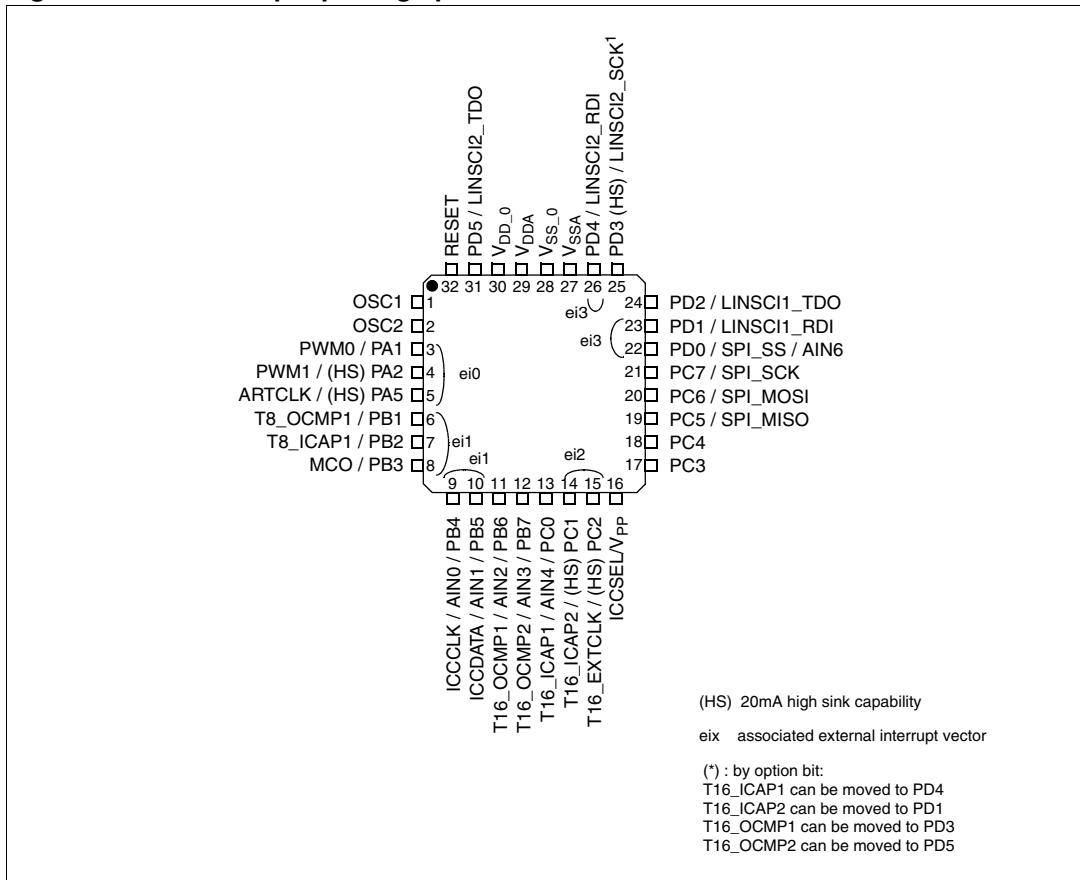 RESET
PD5 / LINSCI2_TDO
VDD_0
VDDA
VSS_0
VSSA
PD4 / LINSCI2_RDI
PD3 (HS) / LINSCI2_SCK1
32 31 30 29 28 27 26 25
ei3
OSC1 1
OSC2 2
PWM0 / PA1 3
PWM1 / (HS) PA2 4
ARTCLK / (HS) PA5 5
ei0
T8_OCMP1 / PB1 6
T8_ICAP1 / PB2 7
MCO / PB3 8
ei1
ei1
24 PD2 / LINSCI1_TDO
23 PD1 / LINSCI1_RDI
ei3
22 PD0 / SPI_SS / AIN6
21 PC7 / SPI_SCK
20 PC6 / SPI_MOSI
19 PC5 / SPI_MISO
18 PC4
17 PC3
ei2
9 10 11 12 13 14 15 16
ICCCLK / AIN0 / PB4
ICCDATA / AIN1 / PB5
T16_OCMP1 / AIN2 / PB6
T16_OCMP2 / AIN3 / PB7
T16_ICAP1 / AIN4 / PC0
T16_ICAP2 / (HS) PC1
T16_EXTCLK / (HS) PC2
ICCSEL/VPP
(HS) 20mA high sink capability
eix associated external interrupt vector
(*) : by option bit:
T16_ICAP1 can be moved to PD4
T16_ICAP2 can be moved to PD1
T16_OCMP1 can be moved to PD3
T16_OCMP2 can be moved to PD5